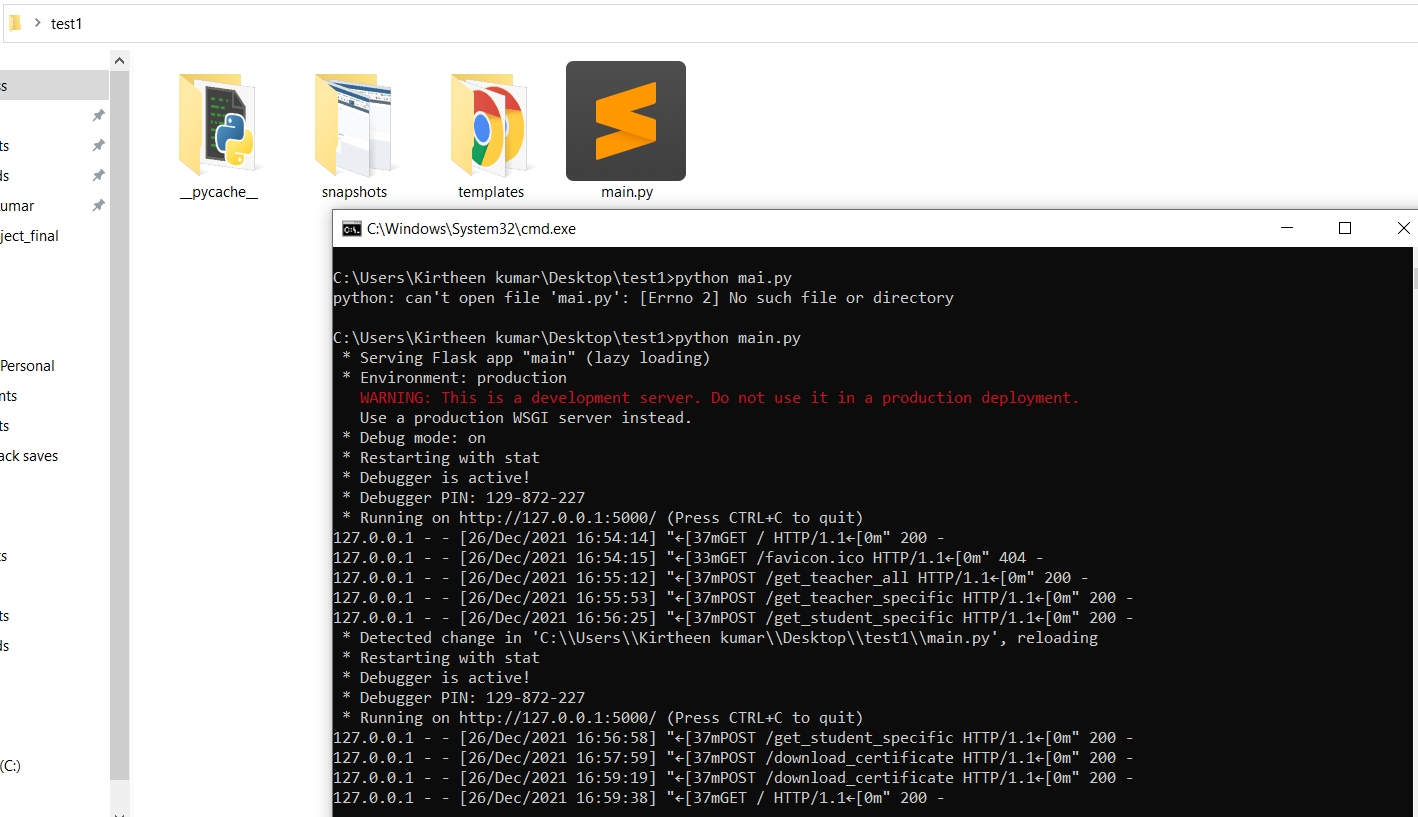 test1
ss
ts
ds
umar
ject_final
Personal
nts
ts
ack saves
ts
ts
ds
(C:)
__pycache__
snapshots
templates
main.py
C:\Windows\System32\cmd.exe
C:\Users\Kirtheen kumar\Desktop\test1>python mai.py
python: can't open file 'mai.py': [Errno 2] No such file or directory
C:\Users\Kirtheen kumar\Desktop\test1>python main.py
* Serving Flask app "main" (lazy loading)
* Environment: production
WARNING: This is a development server. Do not use it in a production deployment.
Use a production WSGI server instead.
* Debug mode: on
* Restarting with stat
* Debugger is active!
* Debugger PIN: 129-872-227
* Running on http://127.0.0.1:5000/ (Press CTRL+C to quit)
127.0.0.1 - - [26/Dec/2021 16:54:14] "←[37mGET / HTTP/1.1←[0m" 200 -
127.0.0.1 - - [26/Dec/2021 16:54:15] "←[33mGET /favicon.ico HTTP/1.1←[0m" 404 -
127.0.0.1 - - [26/Dec/2021 16:55:12] "←[37mPOST /get_teacher_all HTTP/1.1←[0m" 200 -
127.0.0.1 - - [26/Dec/2021 16:55:53] "←[37mPOST /get_teacher_specific HTTP/1.1←[0m" 200 -
127.0.0.1 - - [26/Dec/2021 16:56:25] "←[37mPOST /get_student_specific HTTP/1.1←[0m" 200 -
* Detected change in 'C:\\Users\\Kirtheen kumar\\Desktop\\test1\\main.py', reloading
* Restarting with stat
* Debugger is active!
* Debugger PIN: 129-872-227
* Running on http://127.0.0.1:5000/ (Press CTRL+C to quit)
127.0.0.1 - - [26/Dec/2021 16:56:58] "←[37mPOST /get_student_specific HTTP/1.1←[0m" 200 -
127.0.0.1 - - [26/Dec/2021 16:57:59] "←[37mPOST /download_certificate HTTP/1.1←[0m" 200 -
127.0.0.1 - - [26/Dec/2021 16:59:19] "←[37mPOST /download_certificate HTTP/1.1←[0m" 200 -
127.0.0.1 - - [26/Dec/2021 16:59:38] "←[37mGET / HTTP/1.1←[0m" 200 -